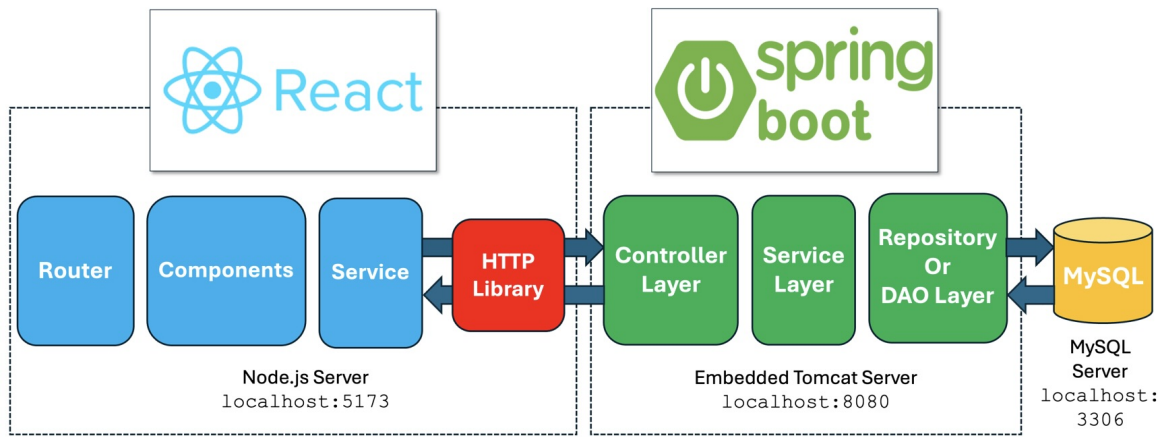 React
spring
boot
Router
Components
Service
HTTP
Library
Controller
Layer
Service
Layer
Repository
Or
DAO Layer
MySQL
Node.js Server
localhost:5173
Embedded Tomcat Server
localhost:8080
MySQL
Server
localhost:
3306